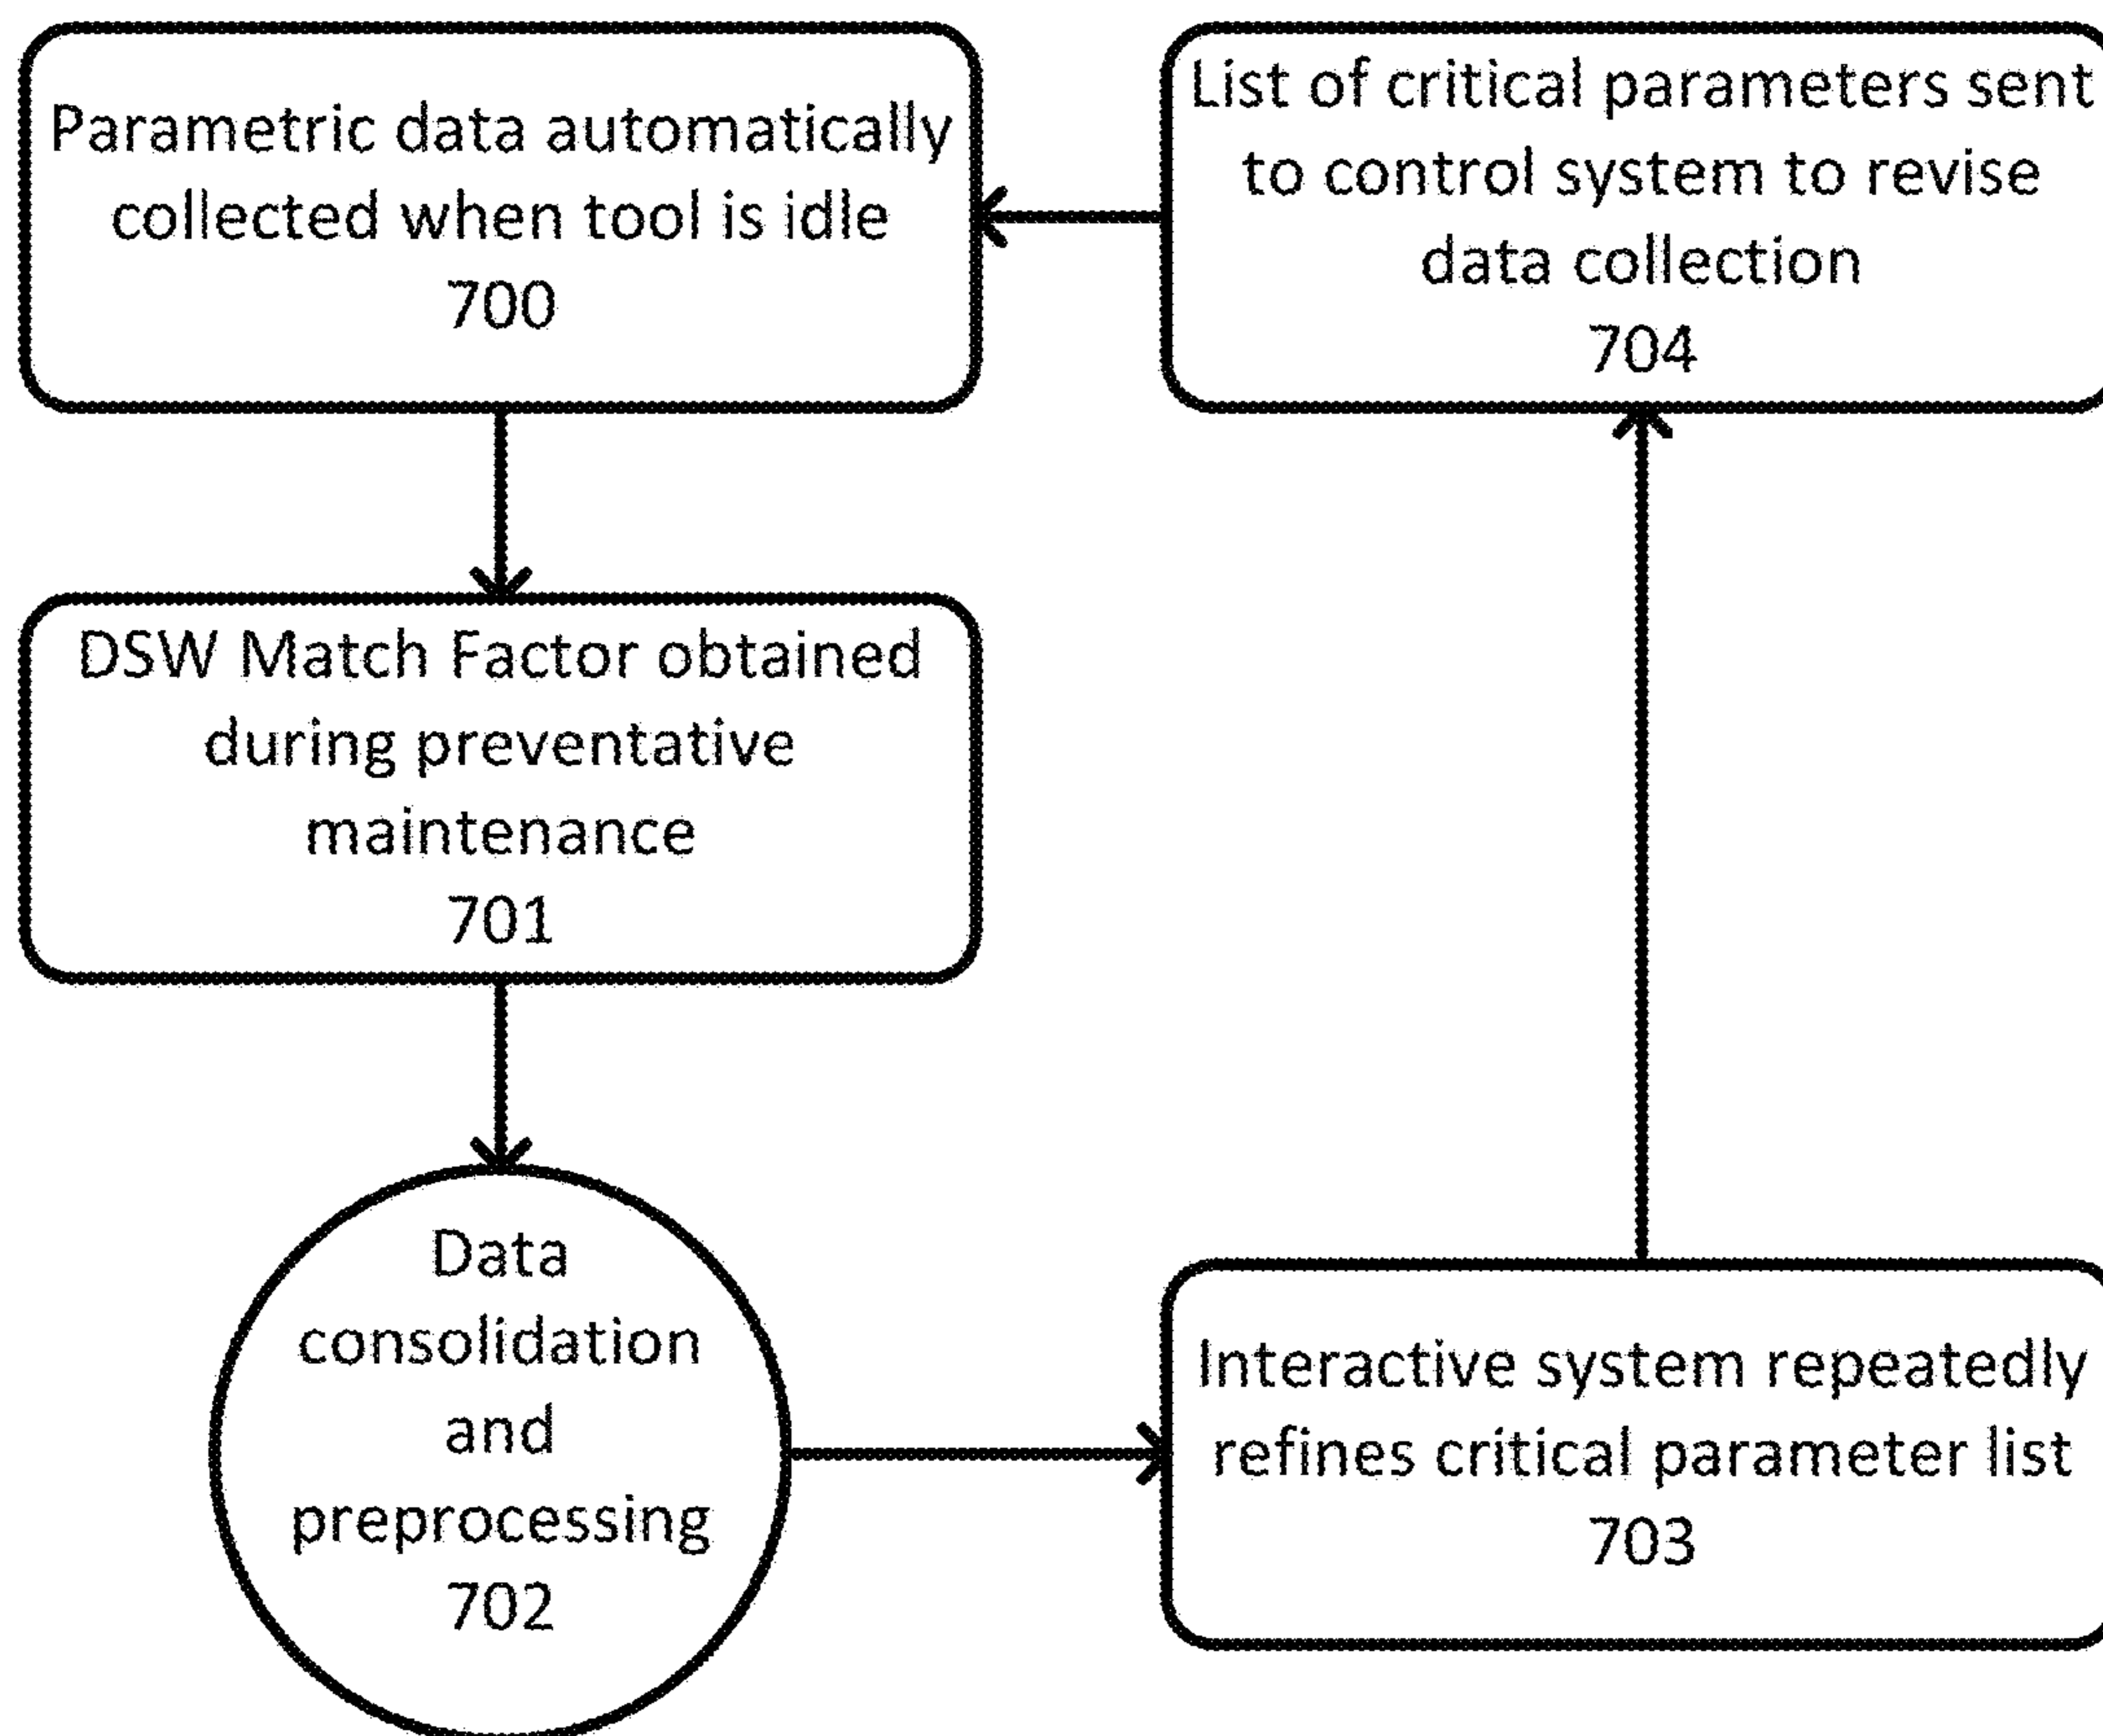 Parametric data automatically
collected when tool is idle
700
List of critical parameters sent
to control system to revise
data collection
704
DSW Match Factor obtained
during preventative
maintenance
701
Data
consolidation
and
preprocessing
702
Interactive system repeatedly
refines critical parameter list
703